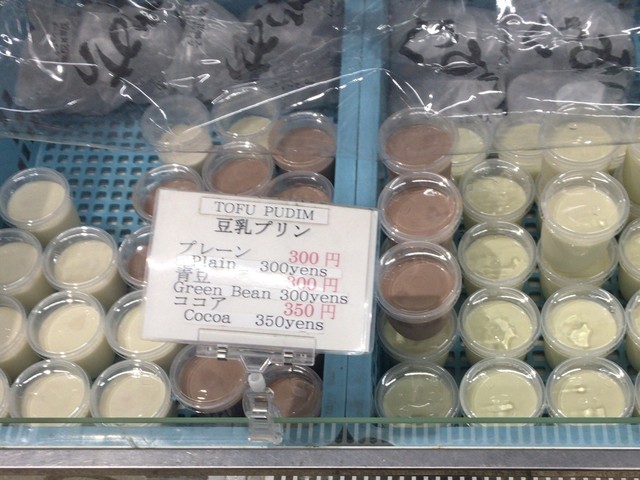 TOFU PUDIM
豆乳プリン
プレーン 300円
Plain 300yens
青豆 300円
Green Bean 300yens
ココア 350円
Cocoa 350yens